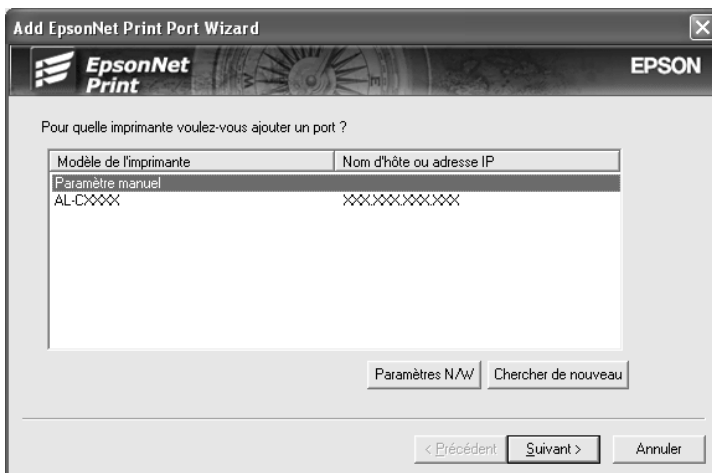 Add EpsonNet Print Port Wizard
EpsonNet
Print
EPSON
Pour quelle imprimante voulez-vous ajouter un port ?
Modèle de l'imprimante Nom d'hôte ou adresse IP
Paramètre manuel
AL-CXXXX XXX.XXX.XXX.XXX
Paramètres N/W Chercher de nouveau
< Précédent Suivant > Annuler